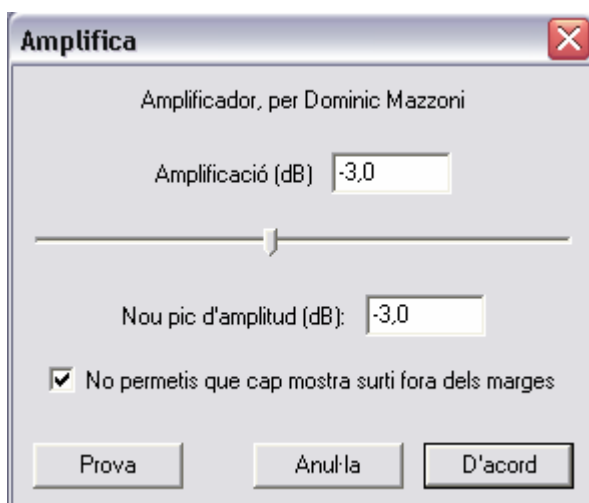 Amplifica
Amplificador, per Dominic Mazzoni
Amplificació (dB) -3,0
Nou pic d'amplitud (dB): -3,0
No permetis que cap mostra surti fora dels marges
Prova Anul·la D'acord